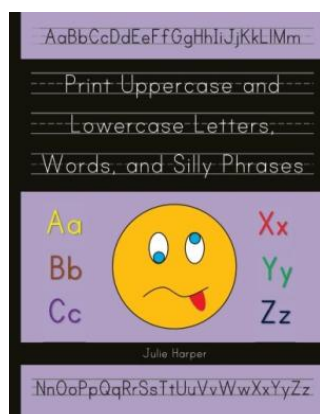 AaBbCcDdEeFfGgHhIiJjKkLlMm
Print Uppercase and
Lowercase Letters,
Words, and Silly Phrases
Aa
Bb
Cc
Xx
Yy
Zz
Julie Harper
NnOoPpQqRrSsTtUuVvWwXxYyZz